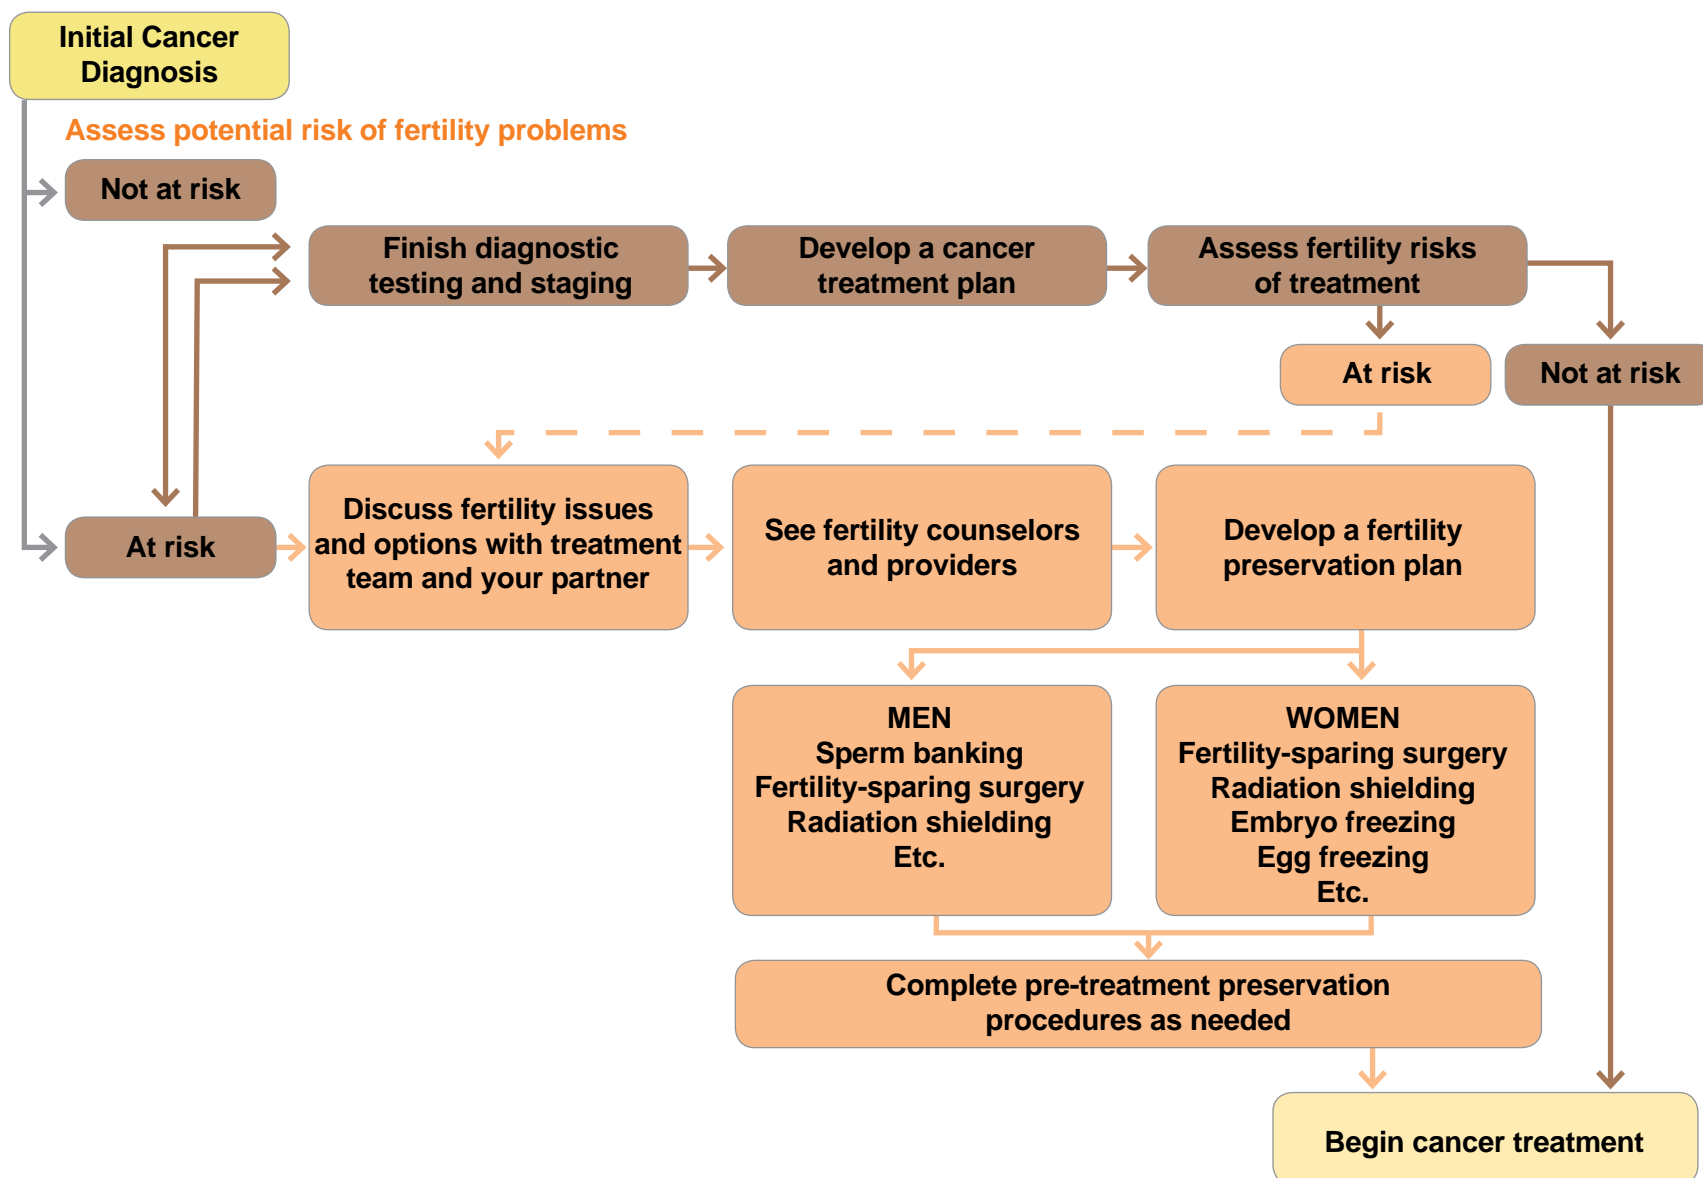 Initial Cancer
Diagnosis
Assess potential risk of fertility problems
Not at risk
Finish diagnostic
testing and staging
Develop a cancer
treatment plan
Assess fertility risks
of treatment
At risk
Not at risk
At risk
Discuss fertility issues
and options with treatment
team and your partner
See fertility counselors
and providers
Develop a fertility
preservation plan
MEN
Sperm banking
Fertility-sparing surgery
Radiation shielding
Etc.
WOMEN
Fertility-sparing surgery
Radiation shielding
Embryo freezing
Egg freezing
Etc.
Complete pre-treatment preservation
procedures as needed
Begin cancer treatment